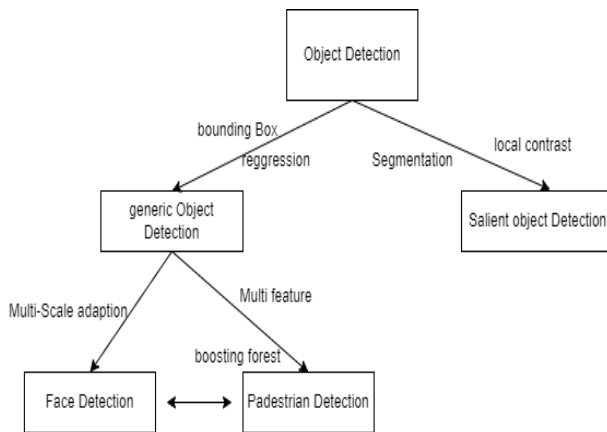 Object Detection
bounding Box
reggression
local contrast
Segmentation
generic Object
Detection
Salient object Detection
Multi-Scale adaption
Multi feature
boosting forest
Face Detection
Padestrian Detection